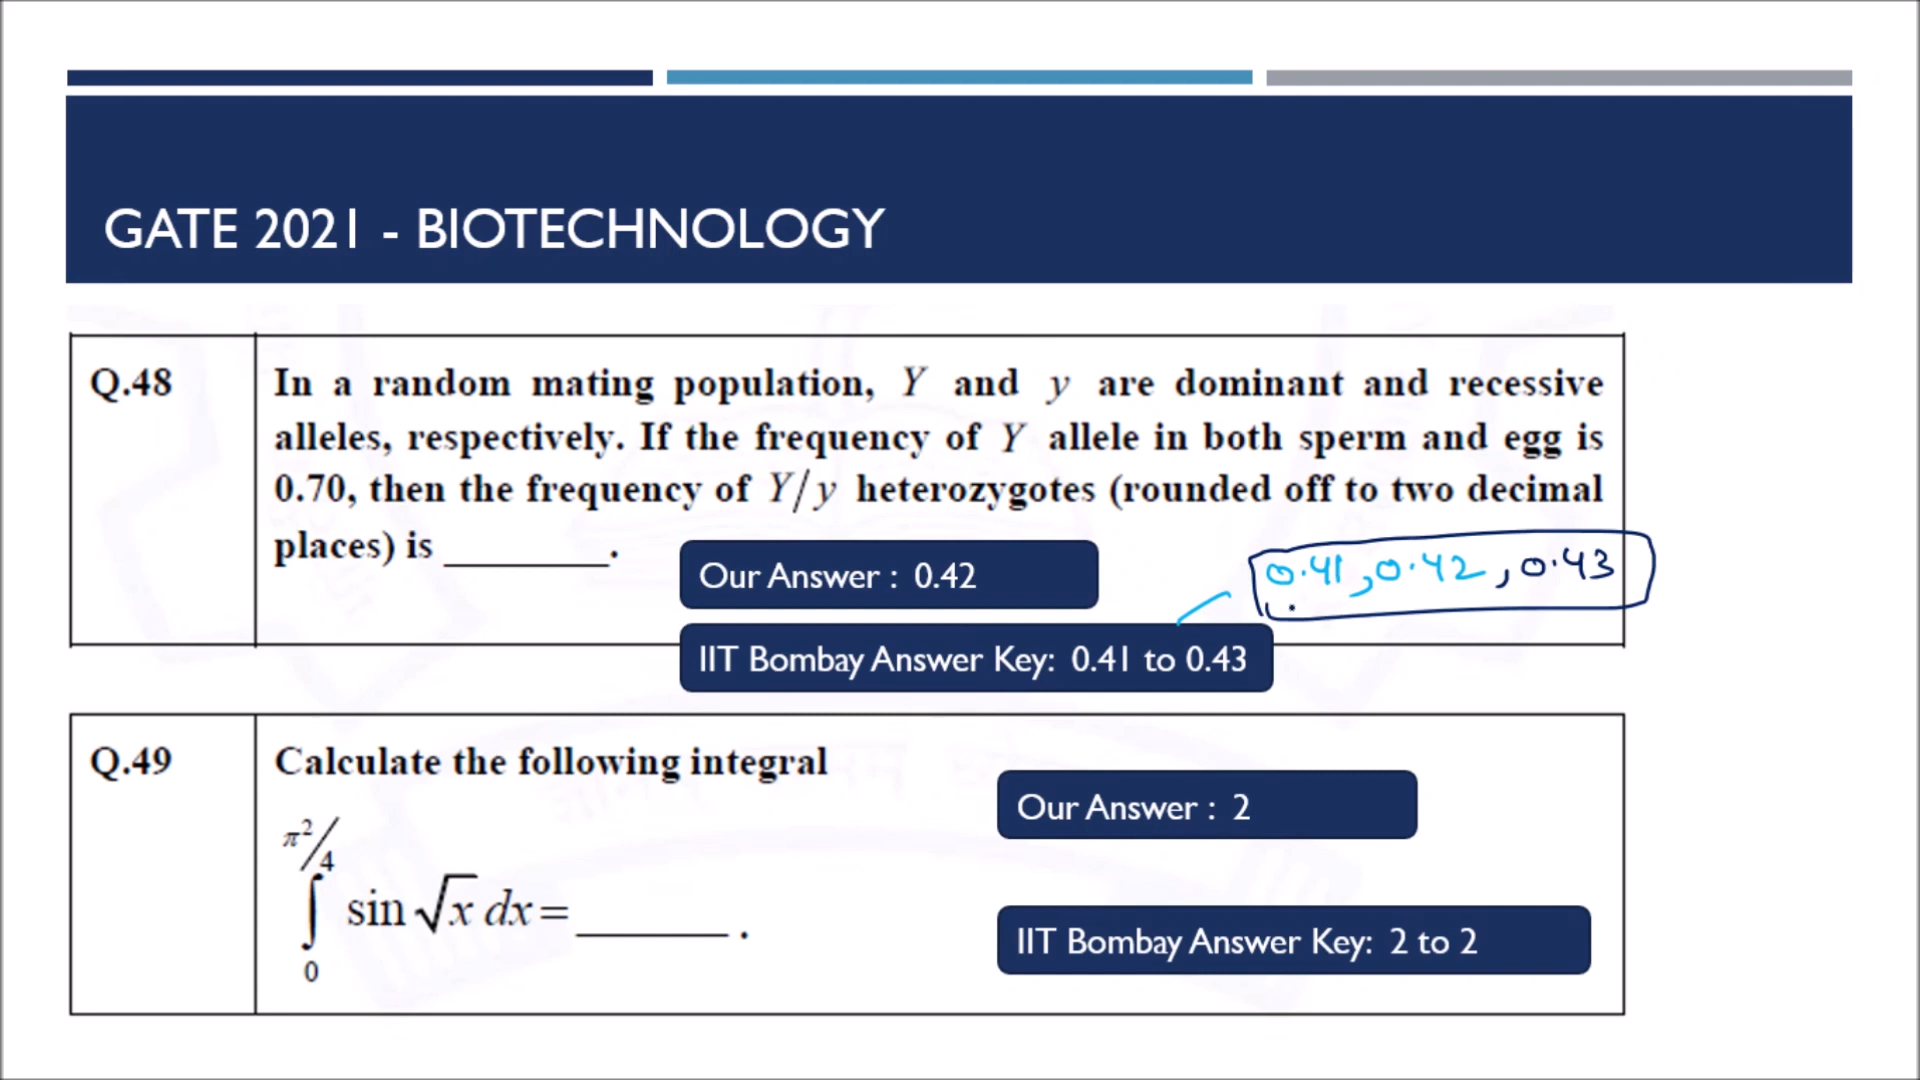 GATE 2021 - BIOTECHNOLOGY
Q.48
In a random mating population, Y and y are dominant and recessive
alleles, respectively. If the frequency of Y allele in both sperm and egg is
0.70, then the frequency of Y/y heterozygotes (rounded off to two decimal
places) is ________.
Our Answer : 0.42
0.41, 0.42, 0.43
IIT Bombay Answer Key: 0.41 to 0.43
Q.49
Calculate the following integral
Our Answer : 2
π²/4
∫ sin √x dx = ________.
0
IIT Bombay Answer Key: 2 to 2